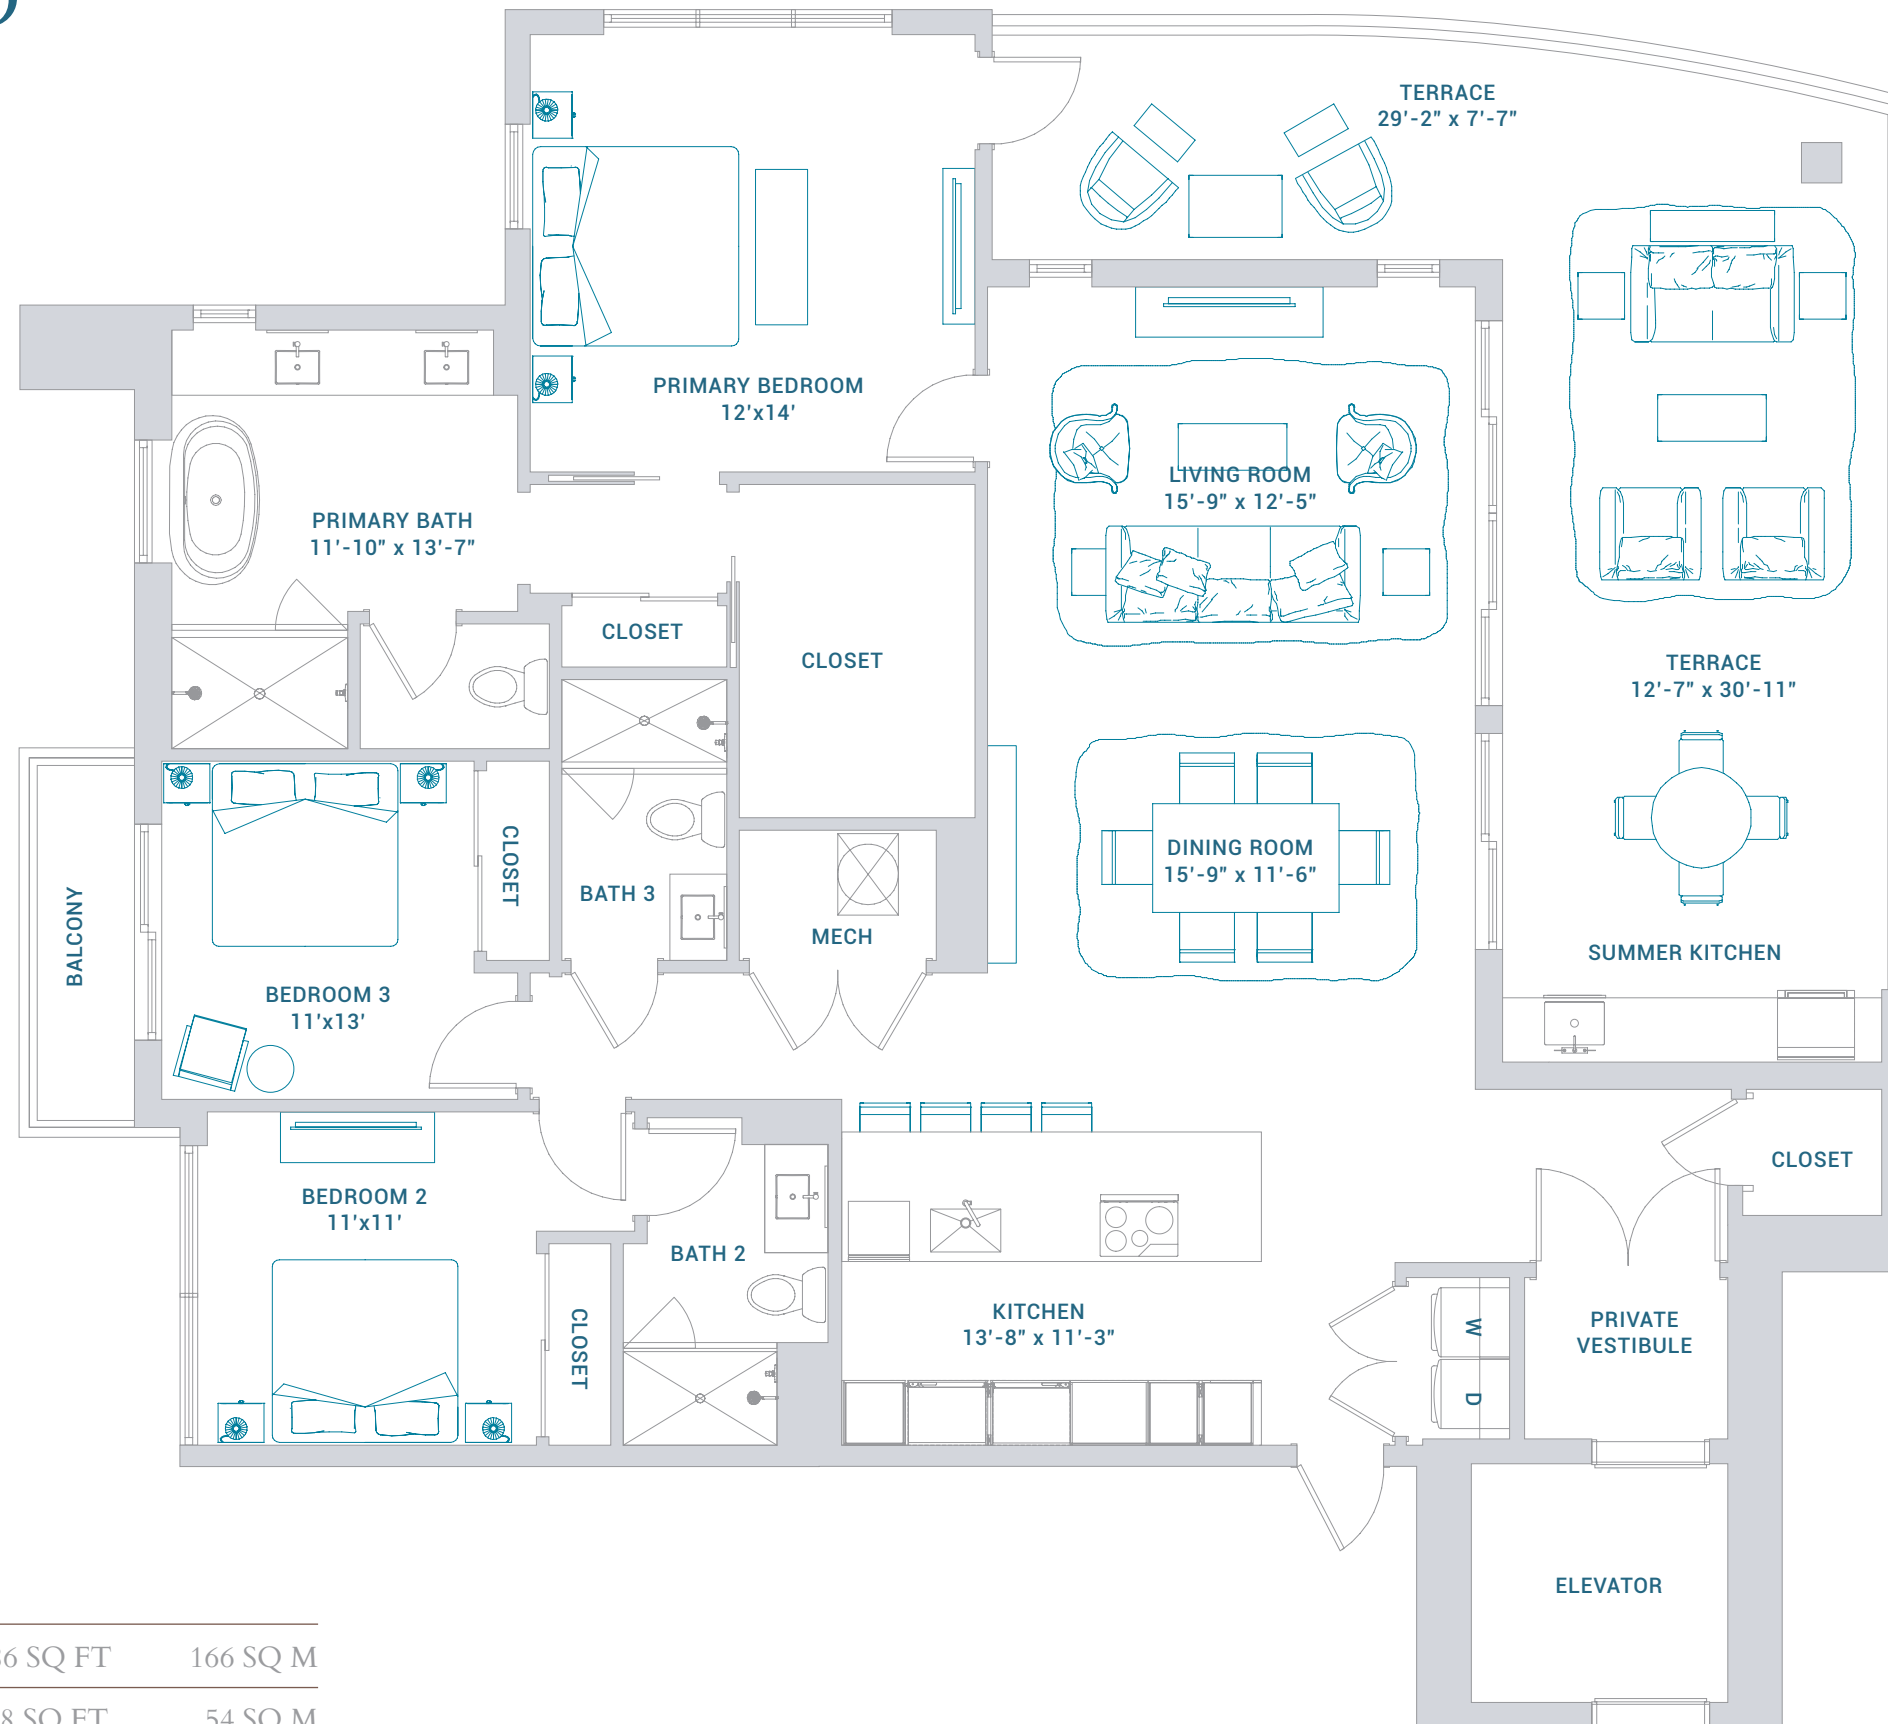 TERRACE
29'-2" x 7'-7"
PRIMARY BEDROOM
12'x14'
LIVING ROOM
15'-9" x 12'-5"
PRIMARY BATH
11'-10" x 13'-7"
CLOSET
CLOSET
TERRACE
12'-7" x 30'-11"
DINING ROOM
15'-9" x 11'-6"
CLOSET
BATH 3
MECH
BALCONY
SUMMER KITCHEN
BEDROOM 3
11'x13'
CLOSET
BEDROOM 2
11'x11'
BATH 2
KITCHEN
13'-8" x 11'-3"
CLOSET
W
D
PRIVATE
VESTIBULE
ELEVATOR
SQ FT 166 SQ M
SQ FT 54 SQ M